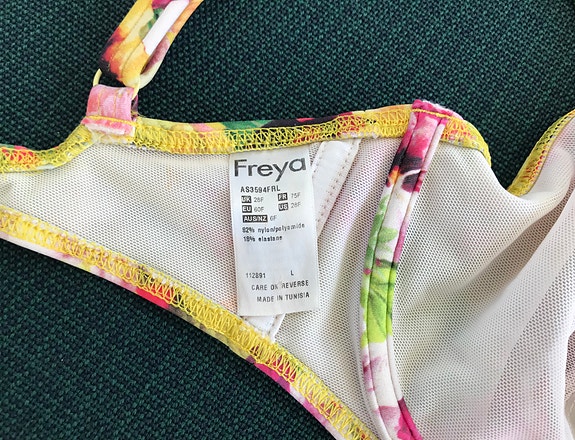 Freya
AS3594FRL
UK 28F FR 75F
EU 60F US 28F
AUS/NZ 6F
82% nylon/polyamide
18% elastane
112891 L
CARE ON REVERSE
MADE IN TUNISIA